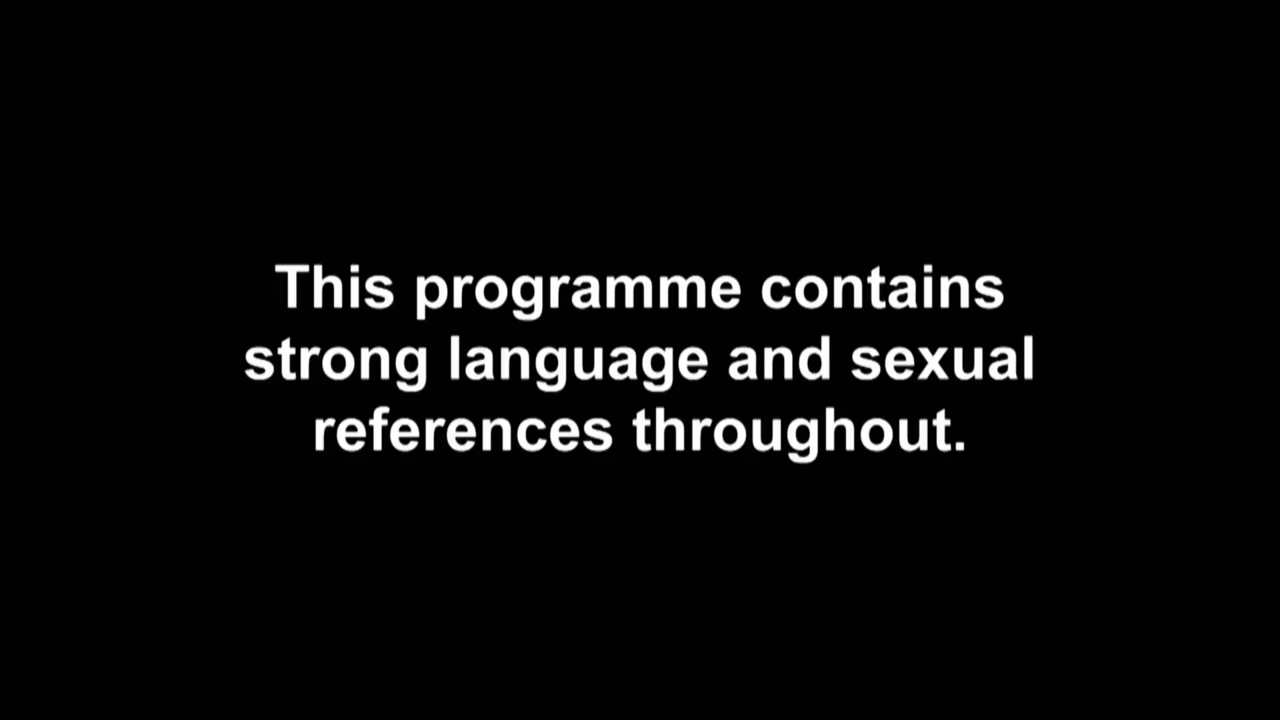 This programme contains
strong language and sexual
references throughout.